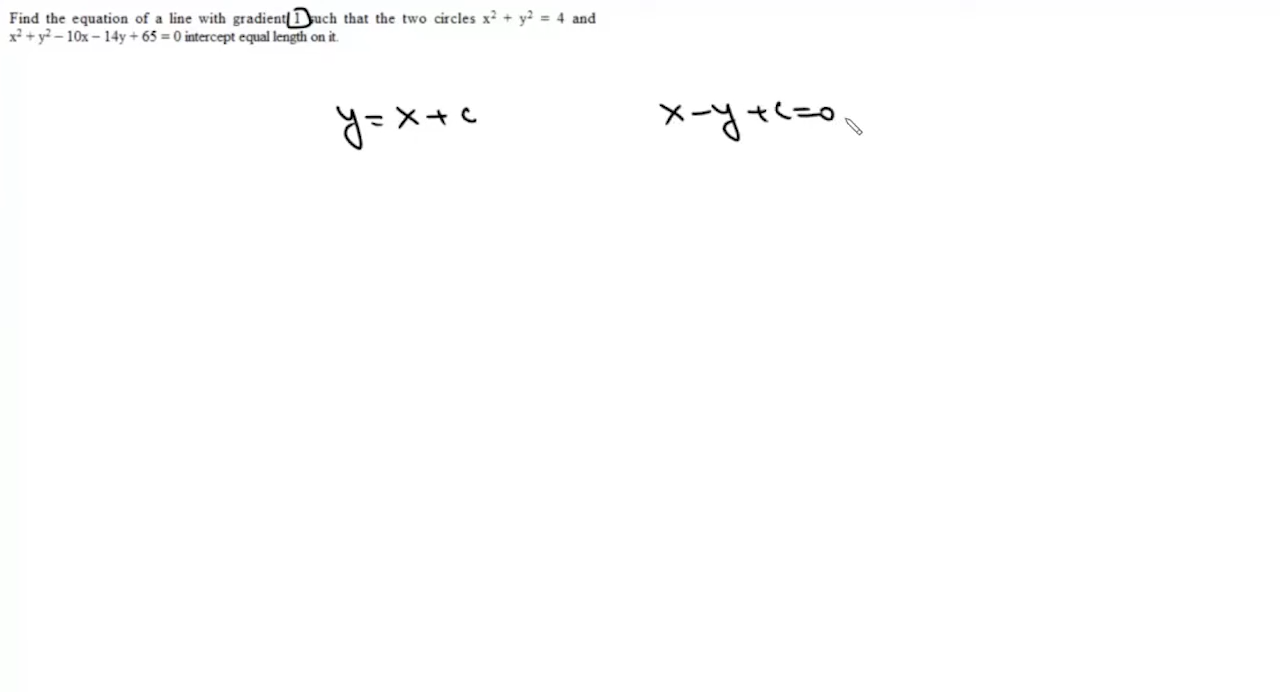 Find the equation of a line with gradient 1 such that the two circles x² + y² = 4 and
x² + y² – 10x – 14y + 65 = 0 intercept equal length on it.
y = x + c
x - y + c = 0